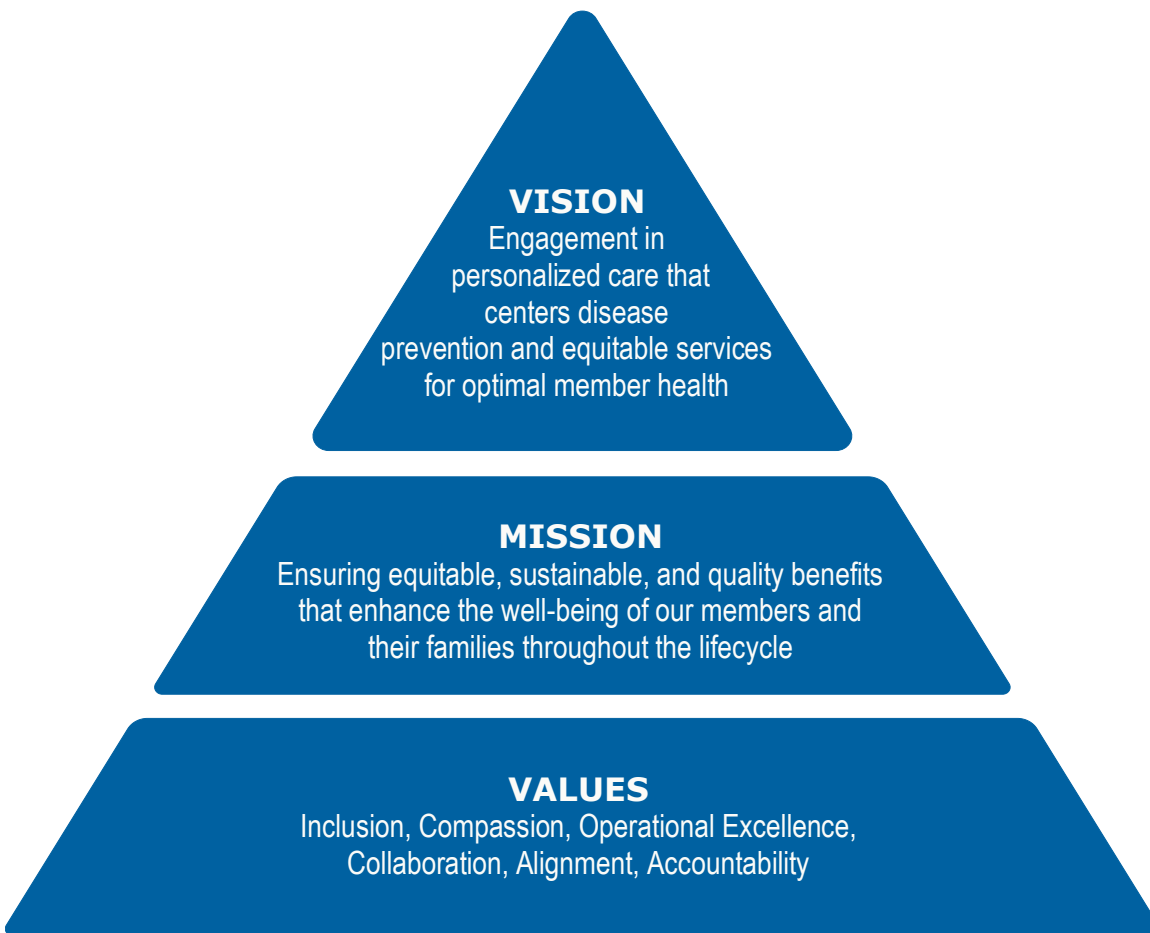 VISION
Engagement in
personalized care that
centers disease
prevention and equitable services
for optimal member health
MISSION
Ensuring equitable, sustainable, and quality benefits
that enhance the well-being of our members and
their families throughout the lifecycle
VALUES
Inclusion, Compassion, Operational Excellence,
Collaboration, Alignment, Accountability